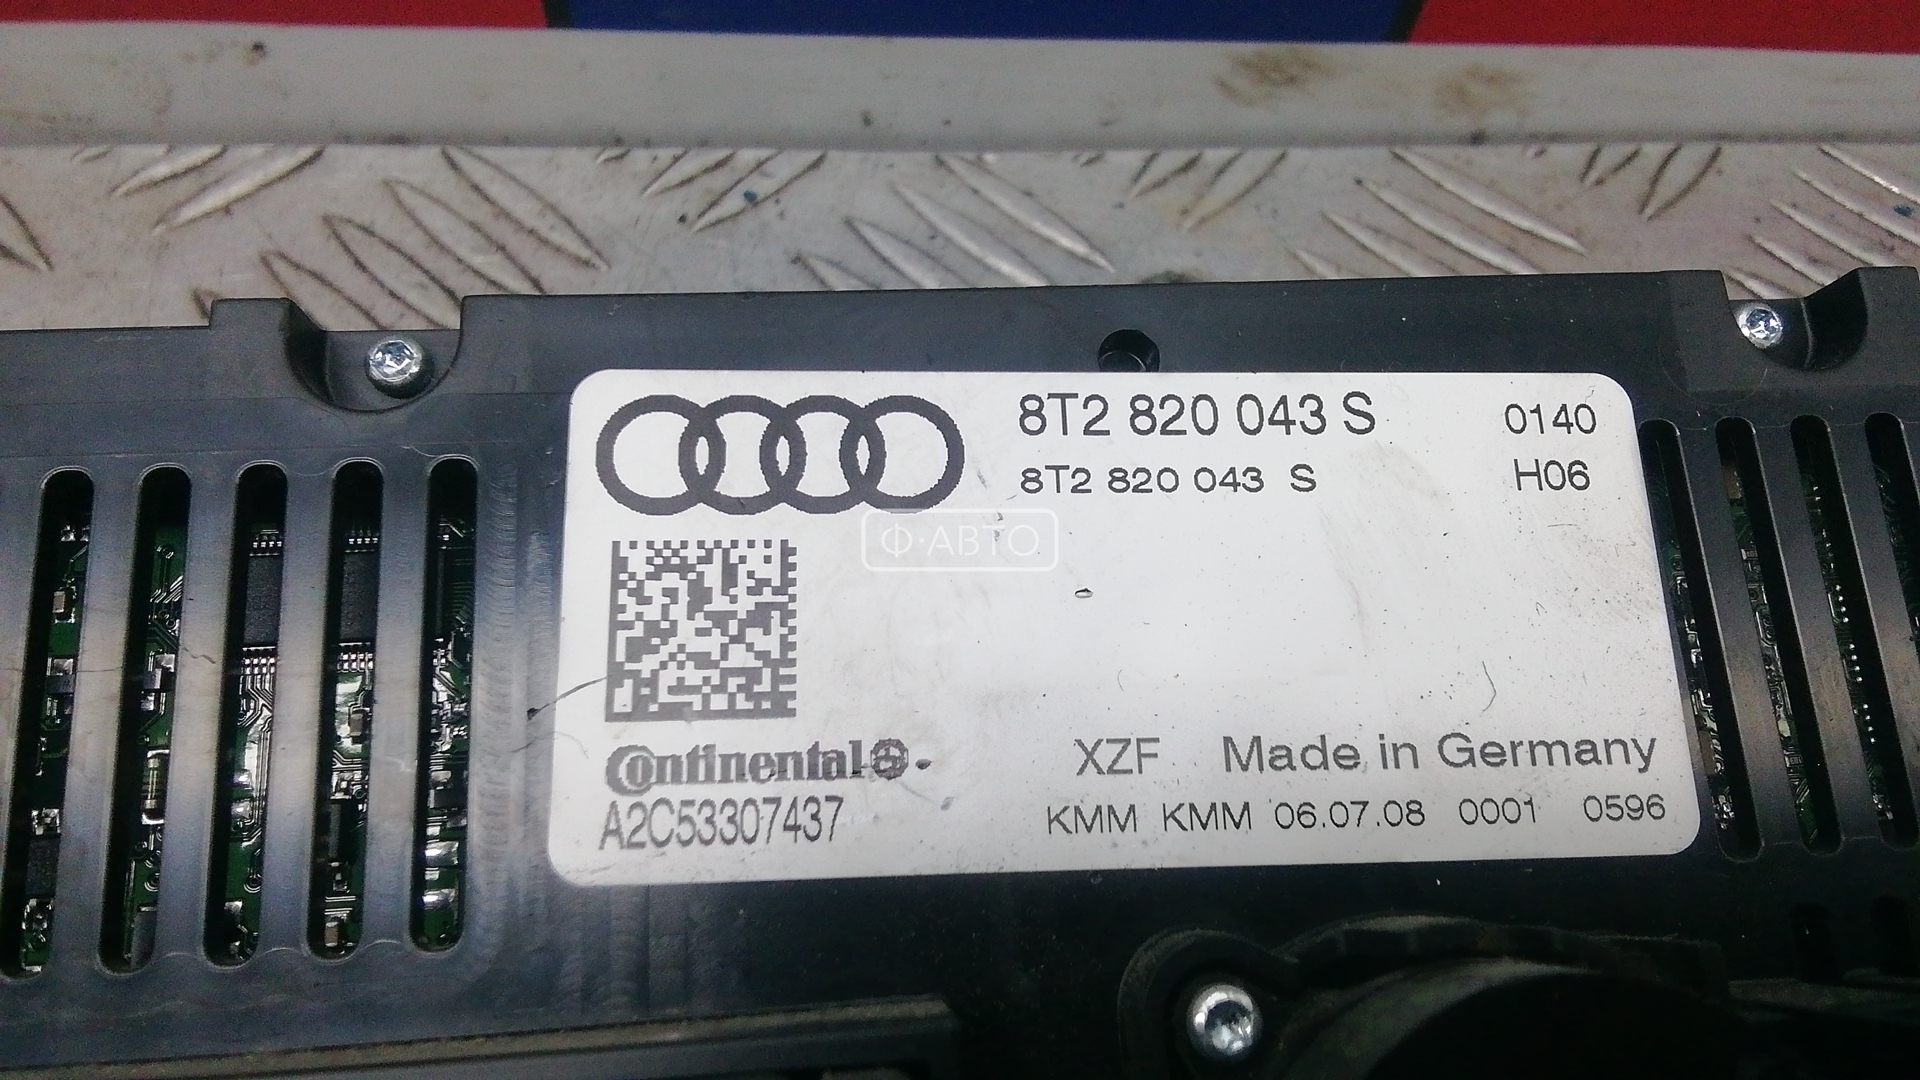 8T2 820 043 S 0140
8T2 820 043 S H06
Ф·АВТО
Continental
XZF Made in Germany
A2C53307437
KMM KMM 06.07.08 0001 0596